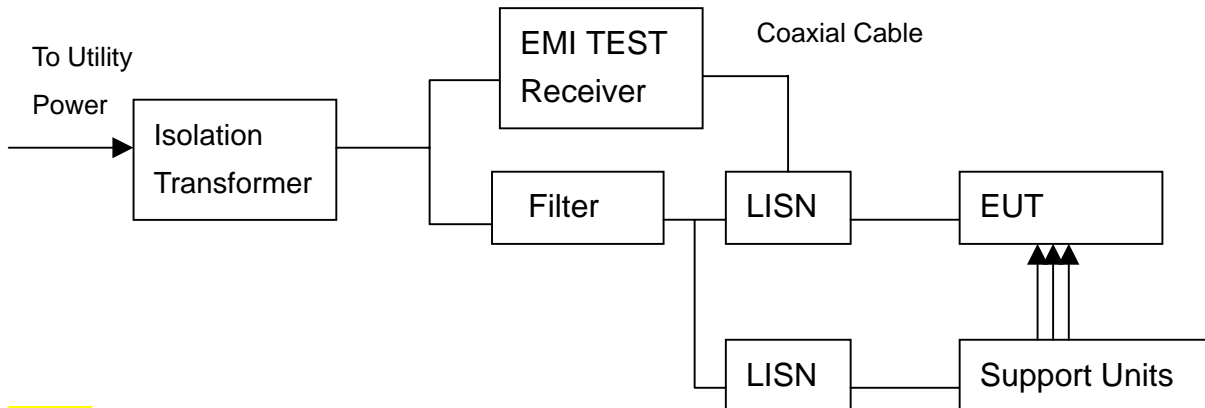 To Utility
Power
Isolation
Transformer
EMI TEST
Receiver
Coaxial Cable
Filter
LISN
EUT
LISN
Support Units